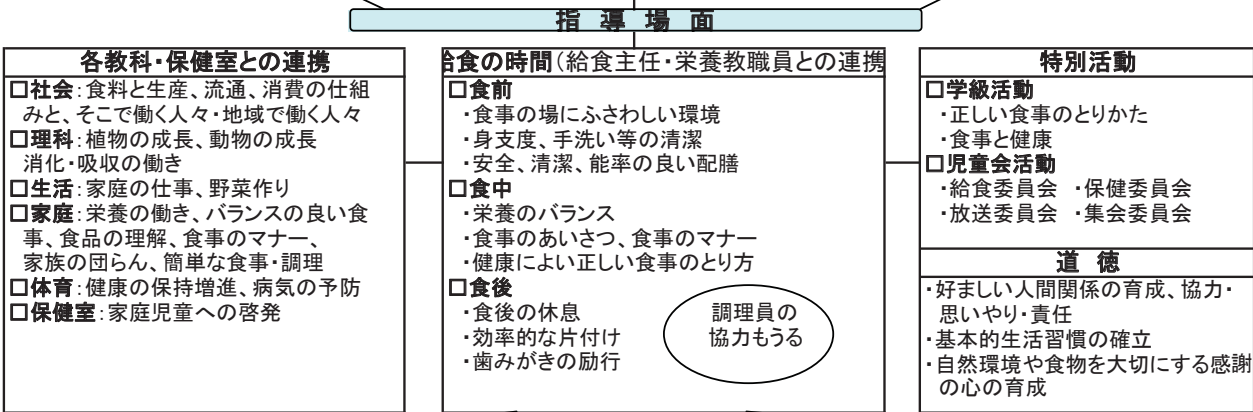 指 導 場 面
各教科・保健室との連携
□社会：食料と生産、流通、消費の仕組
みと、そこで働く人々・地域で働く人々
□理科：植物の成長、動物の成長
消化・吸収の働き
□生活：家庭の仕事、野菜作り
□家庭：栄養の働き、バランスの良い食
事、食品の理解、食事のマナー、
家族の団らん、簡単な食事・調理
□体育：健康の保持増進、病気の予防
□保健室：家庭児童への啓発
給食の時間（給食主任・栄養教職員との連携
□食前
・食事の場にふさわしい環境
・身支度、手洗い等の清潔
・安全、清潔、能率の良い配膳
□食中
・栄養のバランス
・食事のあいさつ、食事のマナー
・健康によい正しい食事のとり方
□食後
・食後の休息
・効率的な片付け
・歯みがきの励行
調理員の
協力もうる
特別活動
□学級活動
・正しい食事のとりかた
・食事と健康
□児童会活動
・給食委員会 ・保健委員会
・放送委員会 ・集会委員会
道 徳
・好ましい人間関係の育成、協力・
思いやり・責任
・基本的生活習慣の確立
・自然環境や食物を大切にする感謝
の心の育成